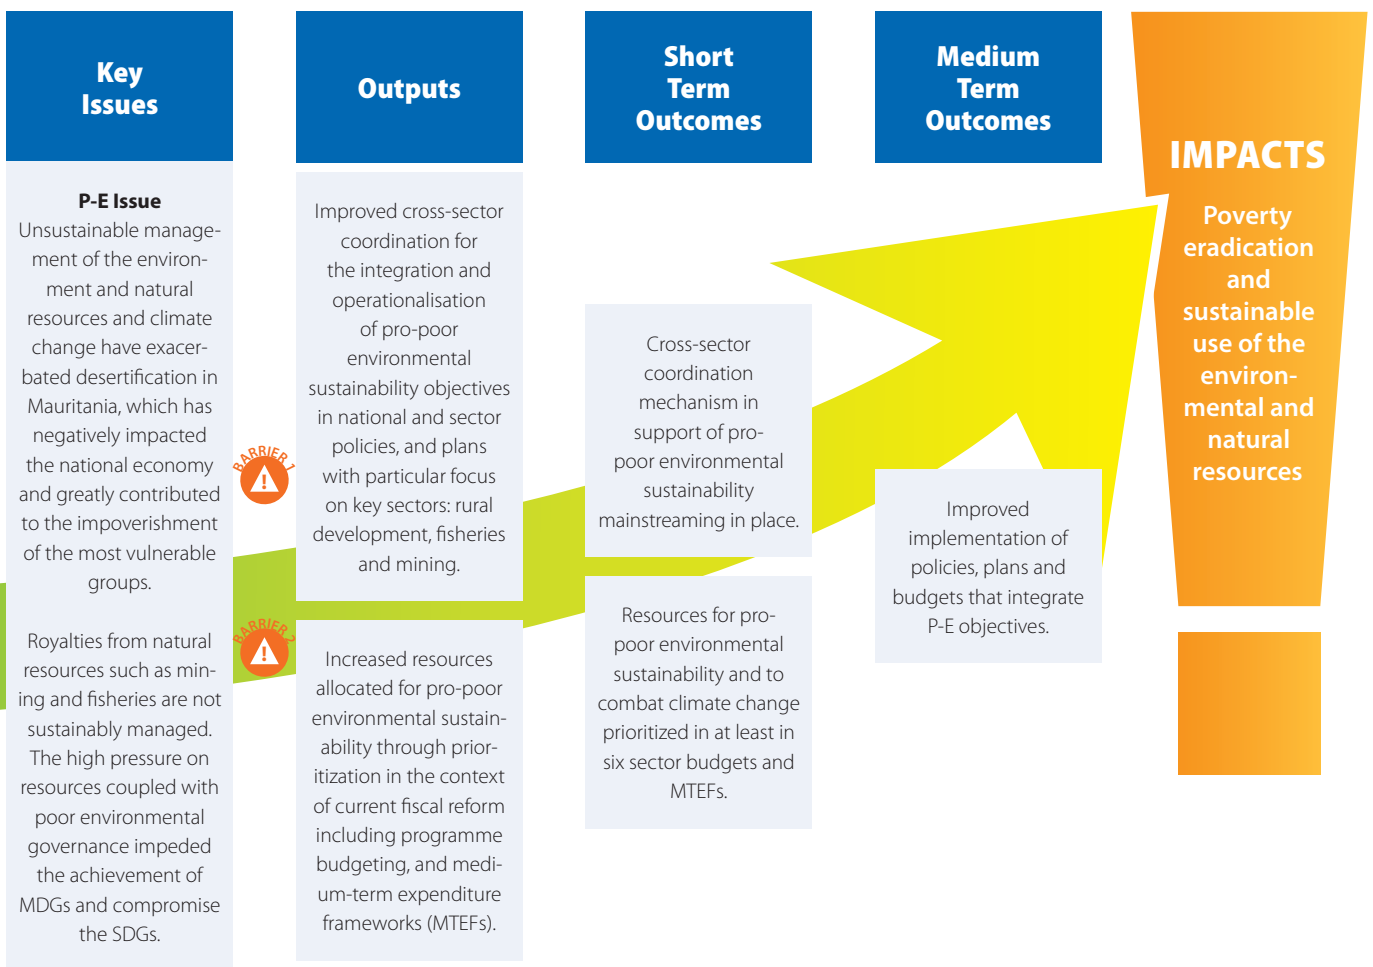 Key
Issues
P-E Issue
Unsustainable manage-
ment of the environ-
ment and natural
resources and climate
change have exacer-
bated desertification in
Mauritania, which has
negatively impacted
the national economy
and greatly contributed
to the impoverishment
of the most vulnerable
groups.
Royalties from natural
resources such as min-
ing and fisheries are not
sustainably managed.
The high pressure on
resources coupled with
poor environmental
governance impeded
the achievement of
MDGs and compromise
the SDGs.
BARRIER 1
!
BARRIER 2
!
Outputs
Improved cross-sector
coordination for
the integration and
operationalisation
of pro-poor
environmental
sustainability objectives
in national and sector
policies, and plans
with particular focus
on key sectors: rural
development, fisheries
and mining.
Increased resources
allocated for pro-poor
environmental sustain-
ability through prior-
itization in the context
of current fiscal reform
including programme
budgeting, and medi-
um-term expenditure
frameworks (MTEFs).
Short
Term
Outcomes
Cross-sector
coordination
mechanism in
support of pro-
poor environmental
sustainability
mainstreaming in place.
Resources for pro-
poor environmental
sustainability and to
combat climate change
prioritized in at least in
six sector budgets and
MTEFs.
Medium
Term
Outcomes
Improved
implementation of
policies, plans and
budgets that integrate
P-E objectives.
IMPACTS
Poverty
eradication
and
sustainable
use of the
environ-
mental and
natural
resources